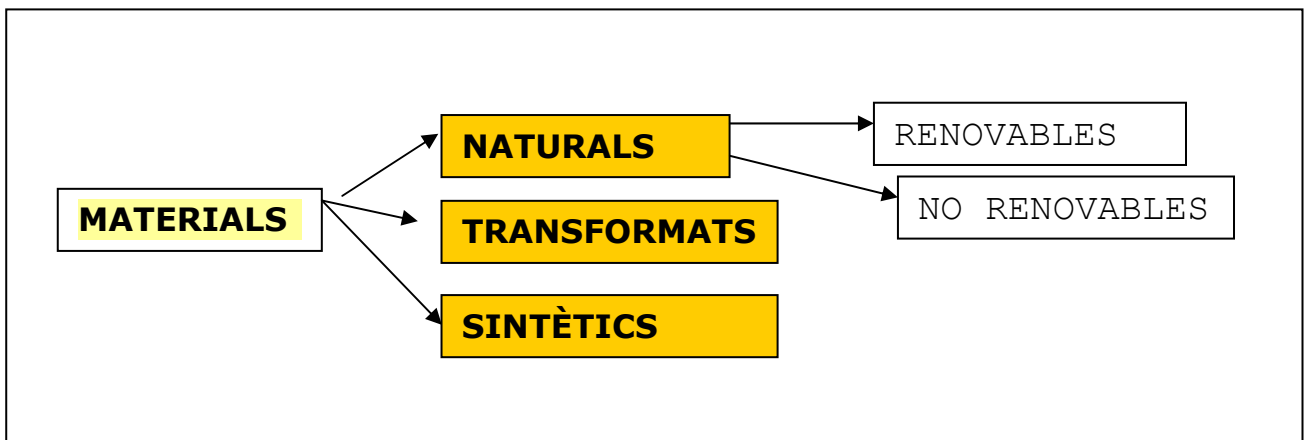 MATERIALS
NATURALS
TRANSFORMATS
SINTÈTICS
RENOVABLES
NO RENOVABLES